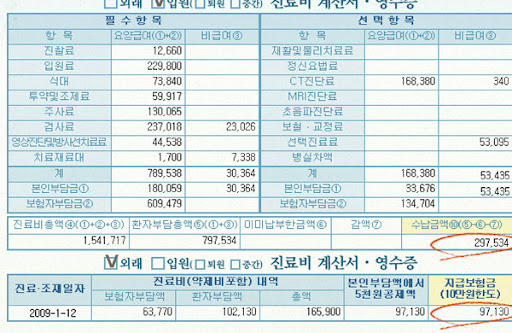 □외래 ☑입원(□퇴원 □중간) 진료비 계산서·영수증
필수항목 선택항목
항목 요양급여(①+②) 비급여③ 항목 요양급여(①+②) 비급여③
진찰료 12,660 재활및물리치료료
입원료 229,800 정신요법료
식대 73,840 CT진단료 168,380 340
투약및조제료 59,917 MRI진단료
주사료 130,065 초음파진단료
검사료 237,018 23,026 보철·교정료
영상진단및방사선치료료 44,538 선택진료료 53,095
치료재료대 1,700 7,338 병실차액
계 789,538 30,364 계 168,380 53,435
본인부담금① 180,059 30,364 본인부담금① 33,676 53,435
보험자부담금② 609,479 보험자부담금② 134,704
진료비총액④(①+②+③) 환자부담총액⑤(①+③) 이미납부한금액⑥ 감액⑦ 수납금액⑩(⑤-⑥-⑦)
1,541,717 797,534 297,534
☑외래 □입원(□퇴원 □중간) 진료비 계산서·영수증
진료·조재일자 진료비(약제비포함) 내역 본인부담액에서 5천원공제액 지급보험금 (10만원한도)
보험자부담액 환자부담액 총액
2009-1-12 63,770 102,130 165,900 97,130 97,130